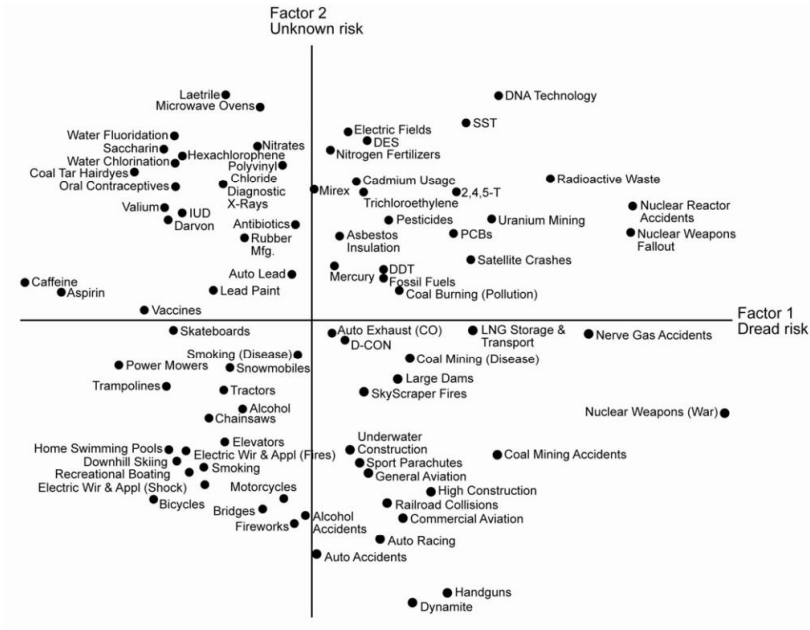 Factor 2
Unknown risk
Laetrile
Microwave Ovens
DNA Technology
SST
Electric Fields
DES
Nitrogen Fertilizers
Water Fluoridation
Saccharin
Nitrates
Hexachlorophene
Water Chlorination
Polyvinyl
Chloride
Coal Tar Hairdyes
Oral Contraceptives
Diagnostic
X-Rays
Mirex
Cadmium Usage
Trichloroethylene
2,4,5-T
Radioactive Waste
Valium
IUD
Darvon
Antibiotics
Rubber
Mfg.
Pesticides
Asbestos
Insulation
Uranium Mining
PCBs
Nuclear Reactor
Accidents
Nuclear Weapons
Fallout
Satellite Crashes
Auto Lead
Mercury
DDT
Fossil Fuels
Coal Burning (Pollution)
Caffeine
Aspirin
Lead Paint
Vaccines
Factor 1
Dread risk
Skateboards
Auto Exhaust (CO)
D-CON
LNG Storage &
Transport
Nerve Gas Accidents
Smoking (Disease)
Coal Mining (Disease)
Power Mowers
Snowmobiles
Trampolines
Tractors
Large Dams
SkyScraper Fires
Alcohol
Chainsaws
Nuclear Weapons (War)
Elevators
Underwater
Construction
Home Swimming Pools
Electric Wir & Appl (Fires)
Coal Mining Accidents
Downhill Skiing
Smoking
Sport Parachutes
Recreational Boating
General Aviation
Electric Wir & Appl (Shock)
Motorcycles
High Construction
Bicycles
Bridges
Railroad Collisions
Fireworks
Alcohol
Accidents
Commercial Aviation
Auto Racing
Auto Accidents
Handguns
Dynamite